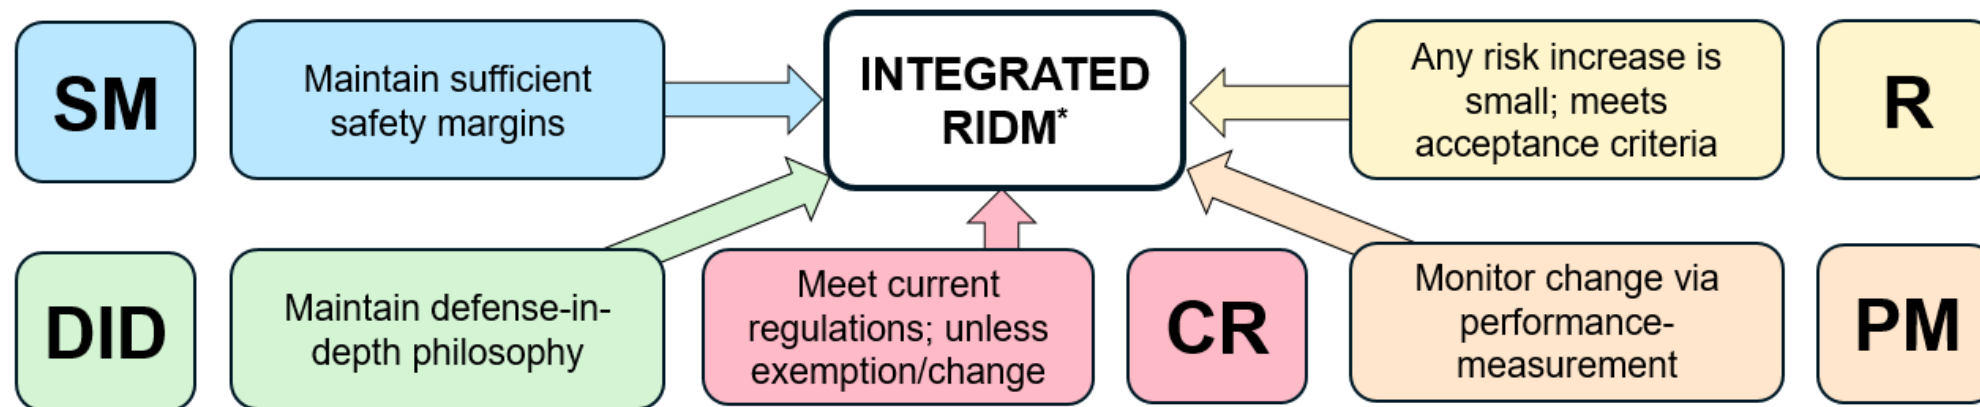 SM
Maintain sufficient
safety margins
INTEGRATED
RIDM*
Any risk increase is
small; meets
acceptance criteria
R
DID
Maintain defense-in-
depth philosophy
Meet current
regulations; unless
exemption/change
CR
Monitor change via
performance-
measurement
PM